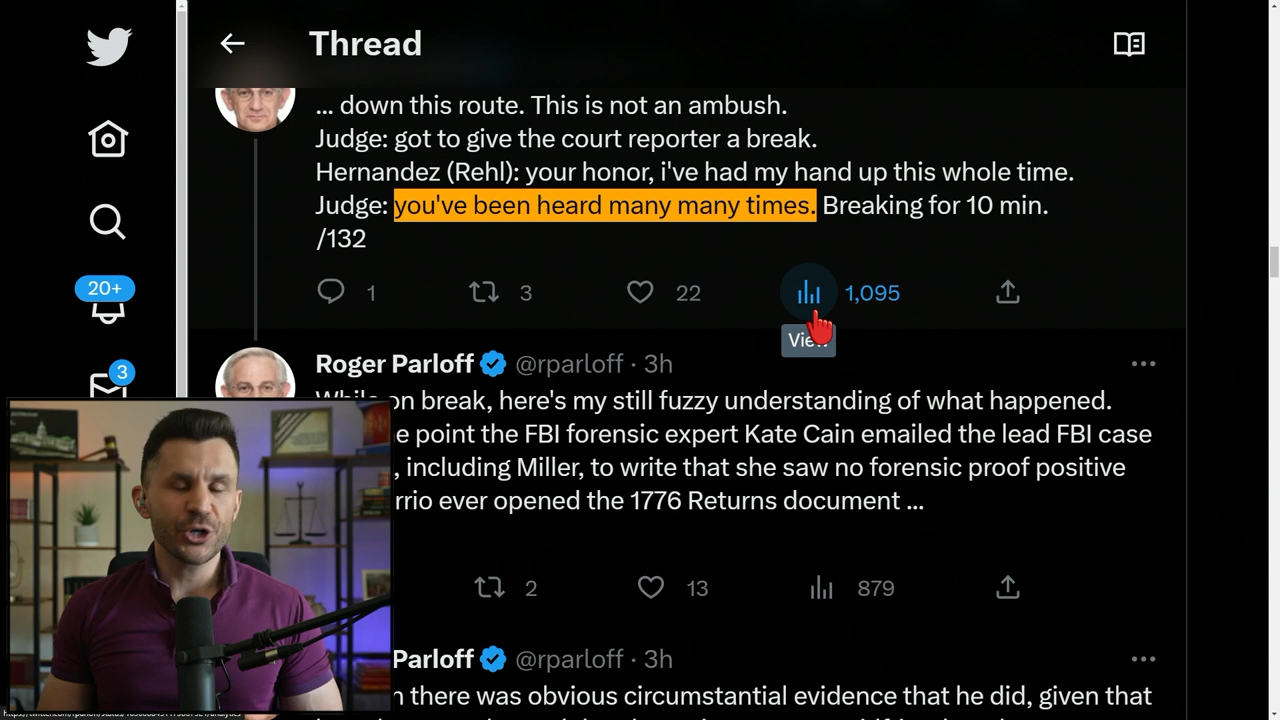 Thread
... down this route. This is not an ambush.
Judge: got to give the court reporter a break.
Hernandez (Rehl): your honor, i've had my hand up this whole time.
Judge: you've been heard many many times. Breaking for 10 min.
/132
20+
1
3
22
1,095
3
Roger Parloff @rparloff · 3h
While on break, here's my still fuzzy understanding of what happened.
e point the FBI forensic expert Kate Cain emailed the lead FBI case
, including Miller, to write that she saw no forensic proof positive
rrio ever opened the 1776 Returns document ...
2
13
879
Parloff @rparloff · 3h
n there was obvious circumstantial evidence that he did, given that